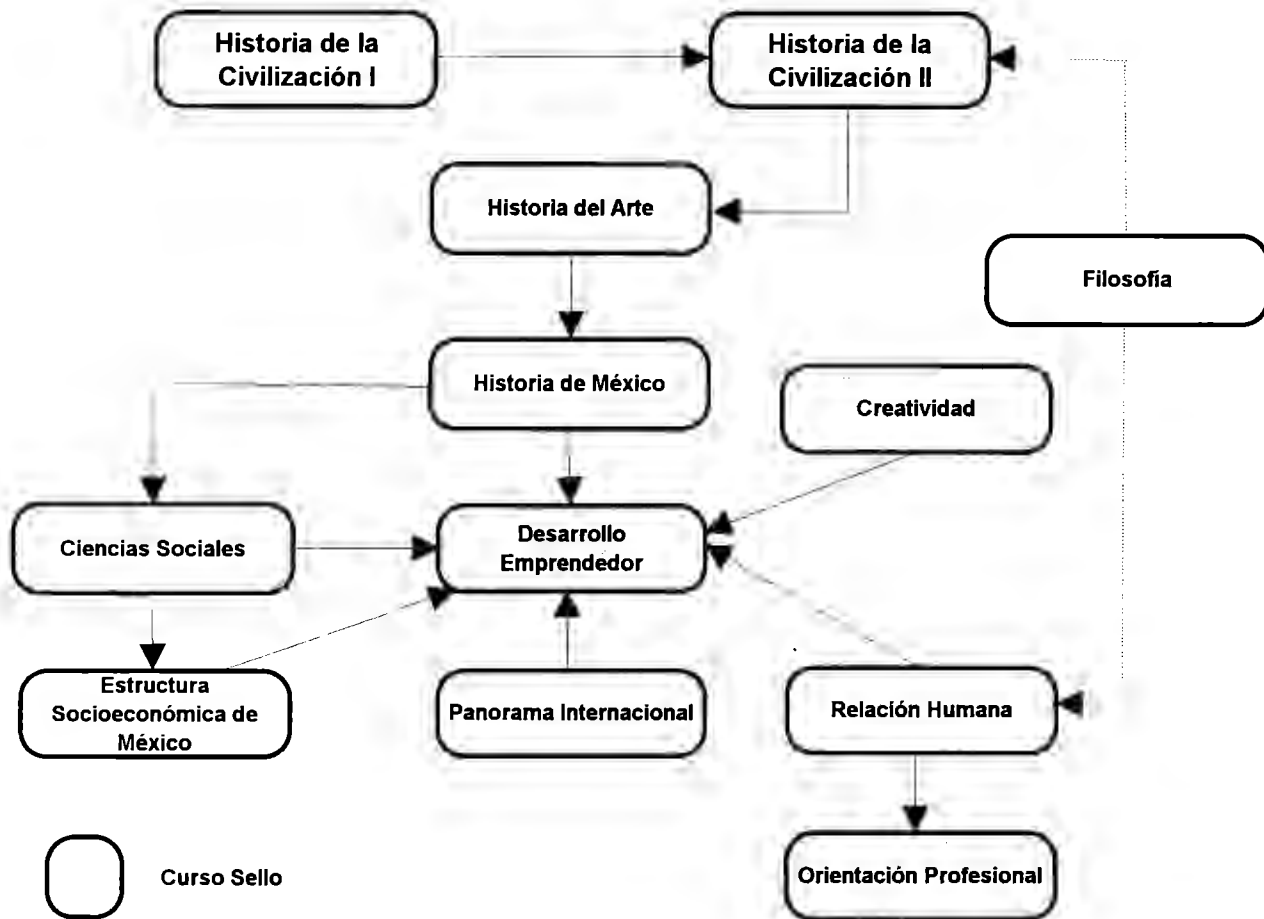 Historia de la
Civilización I
Historia de la
Civilización II
Historia del Arte
Filosofía
Historia de México
Creatividad
Ciencias Sociales
Desarrollo
Emprendedor
Estructura
Socioeconómica de
México
Panorama Internacional
Relación Humana
Curso Sello
Orientación Profesional